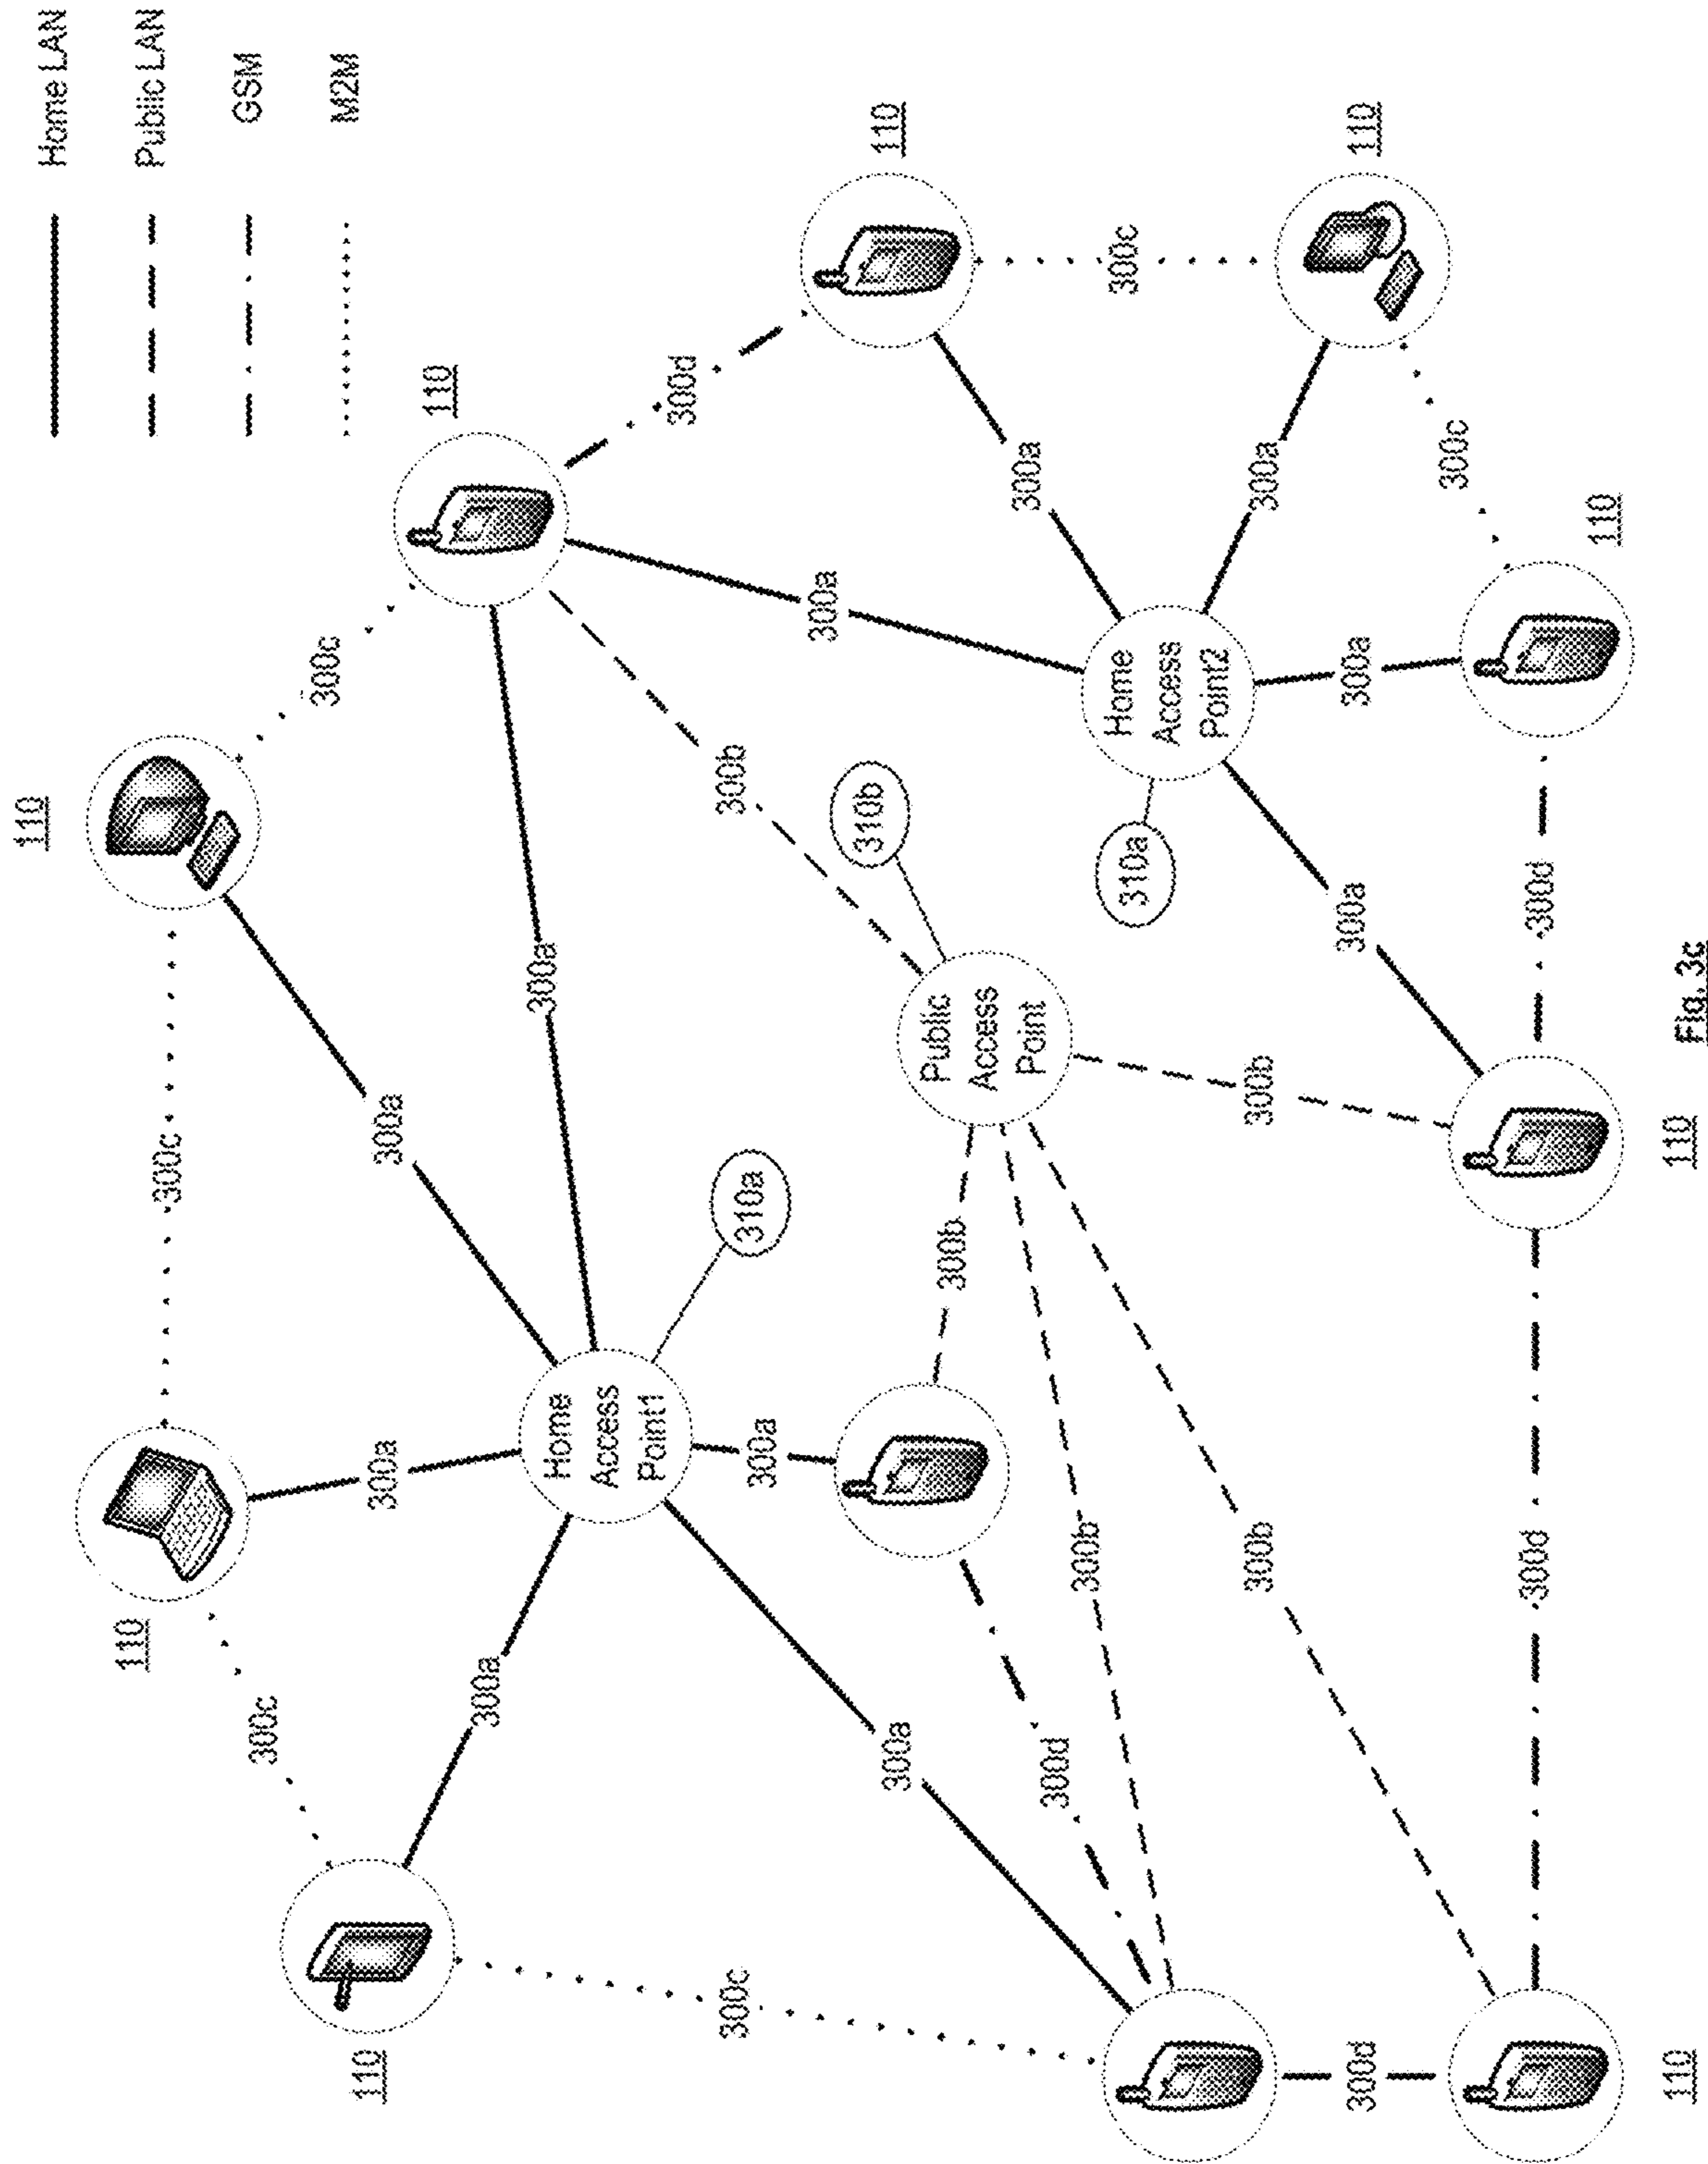 110
Home LAN
110
Public LAN
300c
GSM
300c
300c
M2M
110
300a
300a
110
300a
300a
Home
Access
Point1
300d
300b
300c
310a
300a
300a
310b
110
300a
Public
Access
Point
300b
300a
300d
300b
Home
Access
Point2
300c
310a
300b
300b
300a
300a
300a
300d
110
300c
300d
300d
110
110
110
Fig. 3c